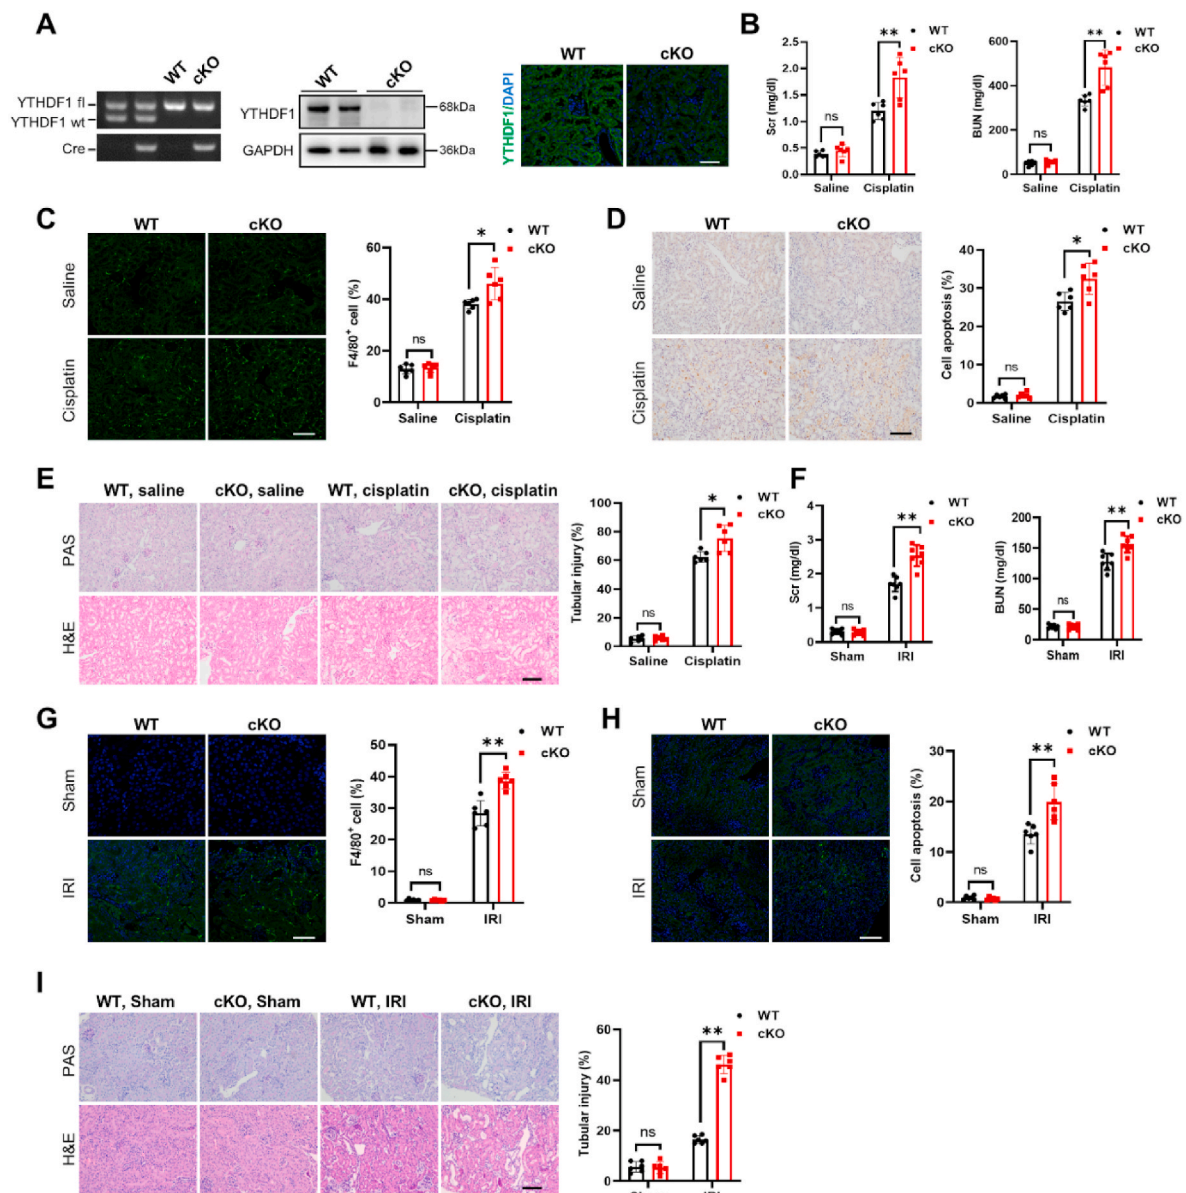 A
WT
cKO
YTHDF1 fl
YTHDF1 wt
Cre
WT
cKO
YTHDF1
68kDa
GAPDH
36kDa
WT
cKO
YTHDF1/DAPI
B
Scr (mg/dl)
2.5
2.0
1.5
1.0
0.5
0.0
ns
**
Saline
Cisplatin
BUN (mg/dl)
600
400
200
0
ns
**
Saline
Cisplatin
WT
cKO
C
WT
cKO
Saline
Cisplatin
F4/80⁺ cell (%)
60
40
20
0
ns
*
Saline
Cisplatin
WT
cKO
D
WT
cKO
Saline
Cisplatin
Cell apoptosis (%)
40
30
20
10
0
ns
*
Saline
Cisplatin
WT
cKO
E
WT, saline
cKO, saline
WT, cisplatin
cKO, cisplatin
PAS
H&E
Tubular injury (%)
100
80
60
40
20
0
ns
*
Saline
Cisplatin
WT
cKO
F
Scr (mg/dl)
4
3
2
1
0
ns
**
Sham
IRI
BUN (mg/dl)
200
150
100
50
0
ns
**
Sham
IRI
WT
cKO
G
WT
cKO
Sham
IRI
F4/80⁺ cell (%)
50
40
30
20
10
0
ns
**
Sham
IRI
WT
cKO
H
WT
cKO
Sham
IRI
Cell apoptosis (%)
30
20
10
0
ns
**
Sham
IRI
WT
cKO
I
WT, Sham
cKO, Sham
WT, IRI
cKO, IRI
PAS
H&E
Tubular injury (%)
60
40
20
0
ns
**
WT
cKO